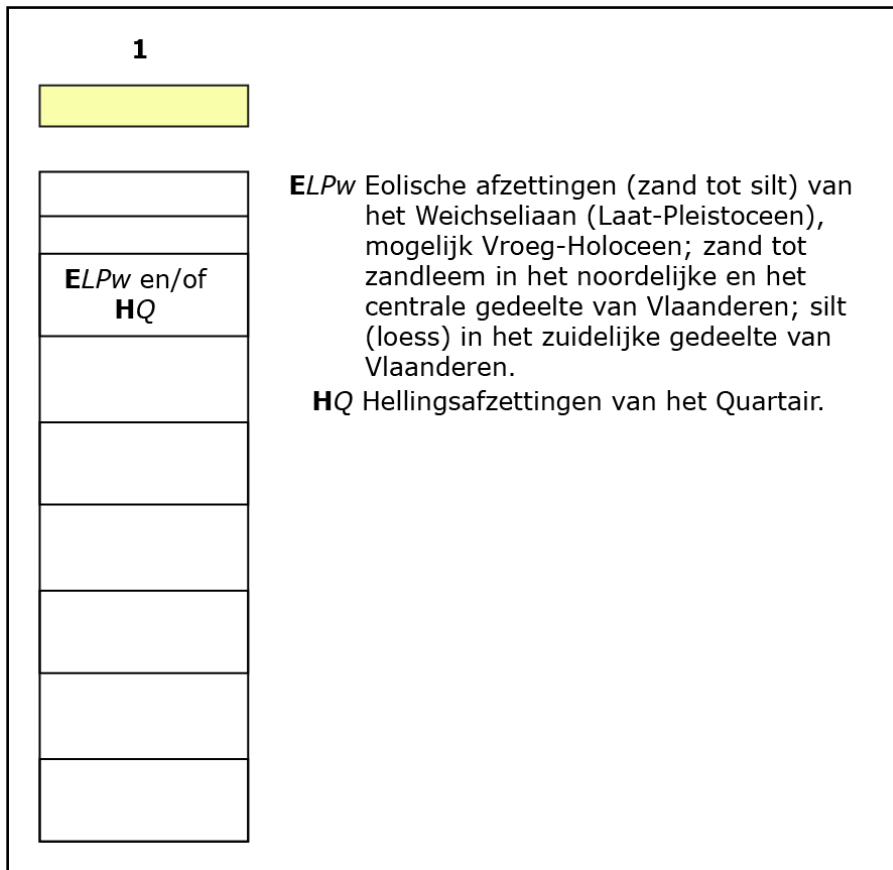 1
ELPw en/of
HQ
ELPw Eolische afzettingen (zand tot silt) van
het Weichseliaan (Laat-Pleistoceen),
mogelijk Vroeg-Holoceen; zand tot
zandleem in het noordelijke en het
centrale gedeelte van Vlaanderen; silt
(loess) in het zuidelijke gedeelte van
Vlaanderen.
HQ Hellingsafzettingen van het Quartair.